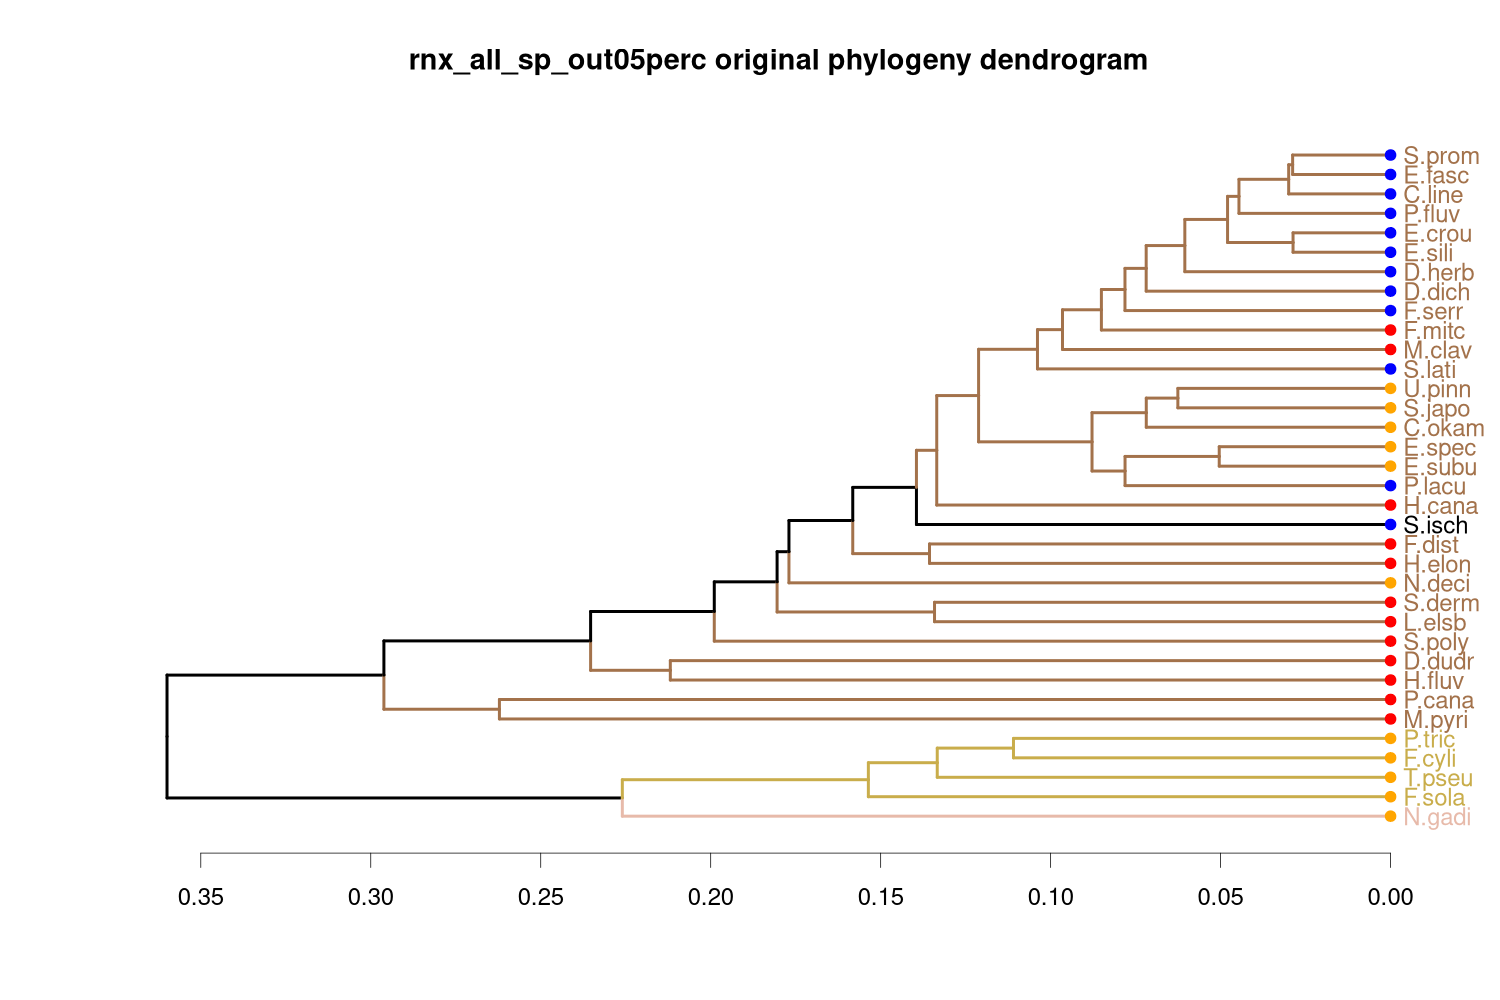 rnx_all_sp_out05perc original phylogeny dendrogram
S.prom
E.fasc
C.line
P.fluv
E.crou
E.sili
D.herb
D.dich
F.serr
F.mitc
M.clav
S.lati
U.pinn
S.japo
C.okam
E.spec
E.subu
P.lacu
H.cana
S.isch
F.dist
H.elon
N.deci
S.derm
L.elsb
S.poly
D.dudr
H.fluv
P.cana
M.pyri
P.tric
F.cyli
T.pseu
F.sola
N.gadi
0.35 0.30 0.25 0.20 0.15 0.10 0.05 0.00